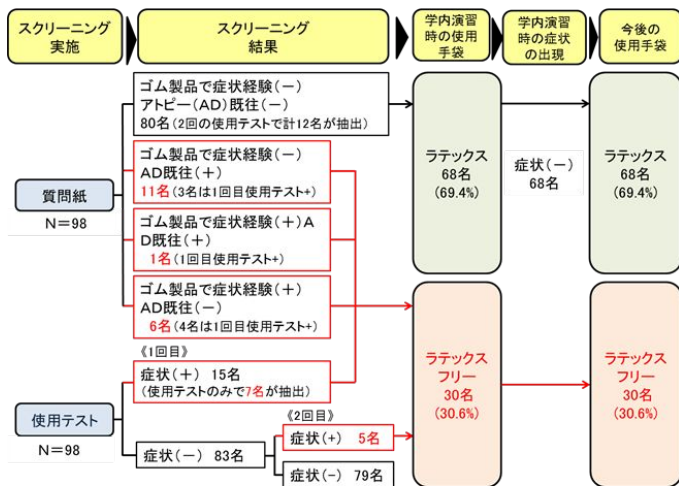 スクリーニング
実施
スクリーニング
結果
学内演習
時の使用
手袋
学内演習
時の症状
の出現
今後の
使用手袋
ゴム製品で症状経験(－)
アトピー(AD)既往(－)
80名(2回の使用テストで計12名が抽出)
ゴム製品で症状経験(－)
AD既往(＋)
11名(3名は1回目使用テスト+)
ゴム製品で症状経験(＋)A
D既往(＋)
1名(1回目使用テスト+)
ゴム製品で症状経験(＋)
AD既往(－)
6名(4名は1回目使用テスト+)
質問紙
N＝98
《1回目》
症状(＋) 15名
(使用テストのみで7名が抽出)
使用テスト
N＝98
症状(－) 83名
《2回目》
症状(+) 5名
症状(-) 79名
ラテックス
68名
(69.4%)
症状(－)
68名
ラテックス
68名
(69.4%)
ラテックス
フリー
30名
(30.6%)
ラテックス
フリー
30名
(30.6%)